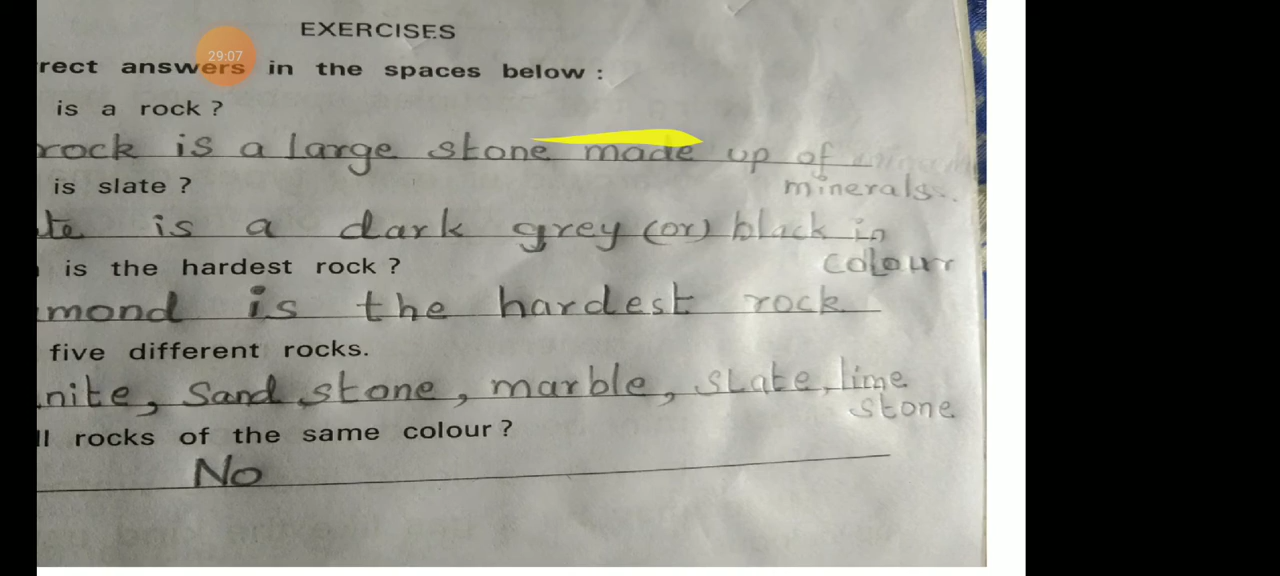 EXERCISES
29:07
rect answers in the spaces below :
is a rock ?
rock is a large stone made up of
minerals..
is slate ?
te is a dark grey (or) black in
colour
is the hardest rock ?
mond is the hardest rock
five different rocks.
nite, Sand stone, marble, slate, lime
stone
ll rocks of the same colour ?
No